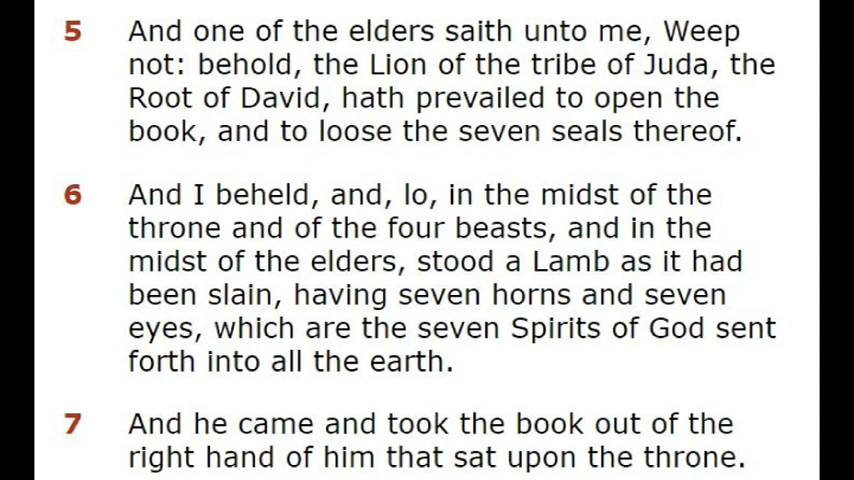 5 And one of the elders saith unto me, Weep
not: behold, the Lion of the tribe of Juda, the
Root of David, hath prevailed to open the
book, and to loose the seven seals thereof.
6 And I beheld, and, lo, in the midst of the
throne and of the four beasts, and in the
midst of the elders, stood a Lamb as it had
been slain, having seven horns and seven
eyes, which are the seven Spirits of God sent
forth into all the earth.
7 And he came and took the book out of the
right hand of him that sat upon the throne.